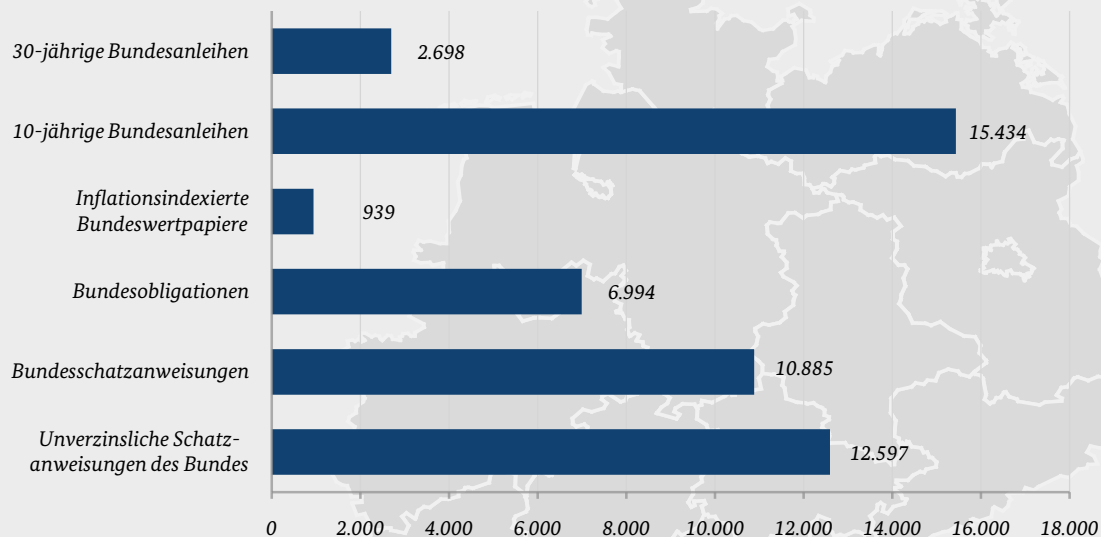 30-jährige Bundesanleihen
2.698
10-jährige Bundesanleihen
15.434
Inflationsindexierte
Bundeswertpapiere
939
Bundesobligationen
6.994
Bundesschatzanweisungen
10.885
Unverzinsliche Schatz-
anweisungen des Bundes
12.597
0 2.000 4.000 6.000 8.000 10.000 12.000 14.000 16.000 18.000